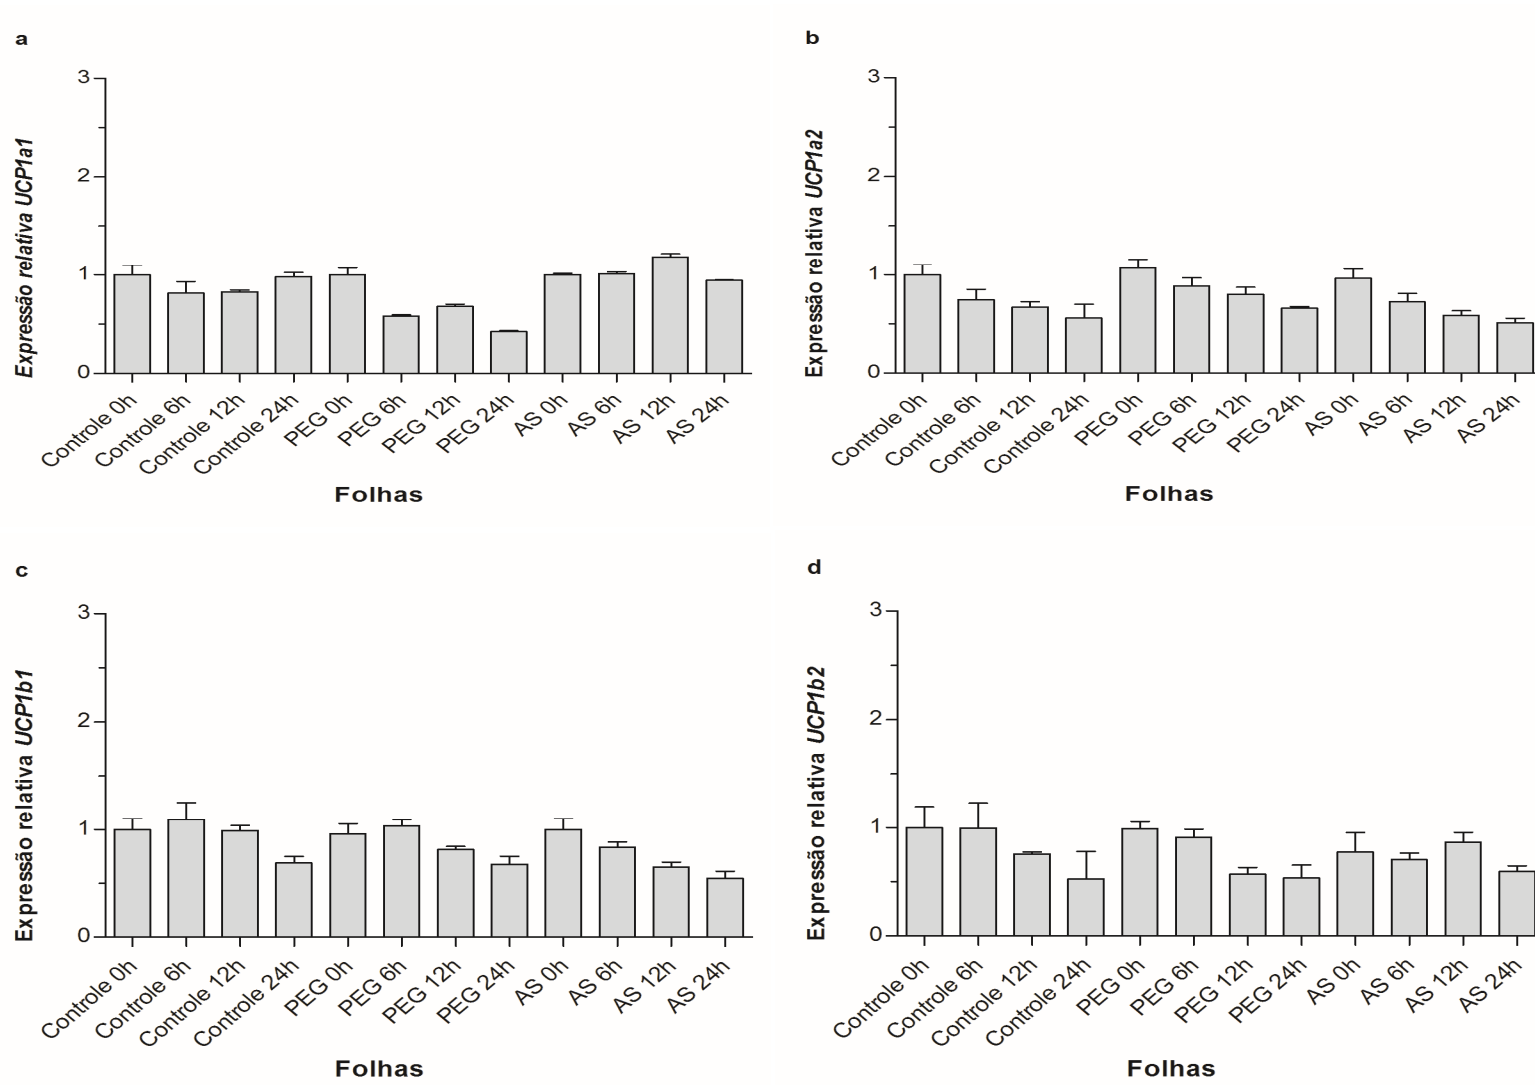 a
Expressão relativa UCP1a1
3
2
1
0
Controle 0h
Controle 6h
Controle 12h
Controle 24h
PEG 0h
PEG 6h
PEG 12h
PEG 24h
AS 0h
AS 6h
AS 12h
AS 24h
Folhas
b
Expressão relativa UCP1a2
3
2
1
0
Controle 0h
Controle 6h
Controle 12h
Controle 24h
PEG 0h
PEG 6h
PEG 12h
PEG 24h
AS 0h
AS 6h
AS 12h
AS 24h
Folhas
c
Expressão relativa UCP1b1
3
2
1
0
Controle 0h
Controle 6h
Controle 12h
Controle 24h
PEG 0h
PEG 6h
PEG 12h
PEG 24h
AS 0h
AS 6h
AS 12h
AS 24h
Folhas
d
Expressão relativa UCP1b2
3
2
1
0
Controle 0h
Controle 6h
Controle 12h
Controle 24h
PEG 0h
PEG 6h
PEG 12h
PEG 24h
AS 0h
AS 6h
AS 12h
AS 24h
Folhas